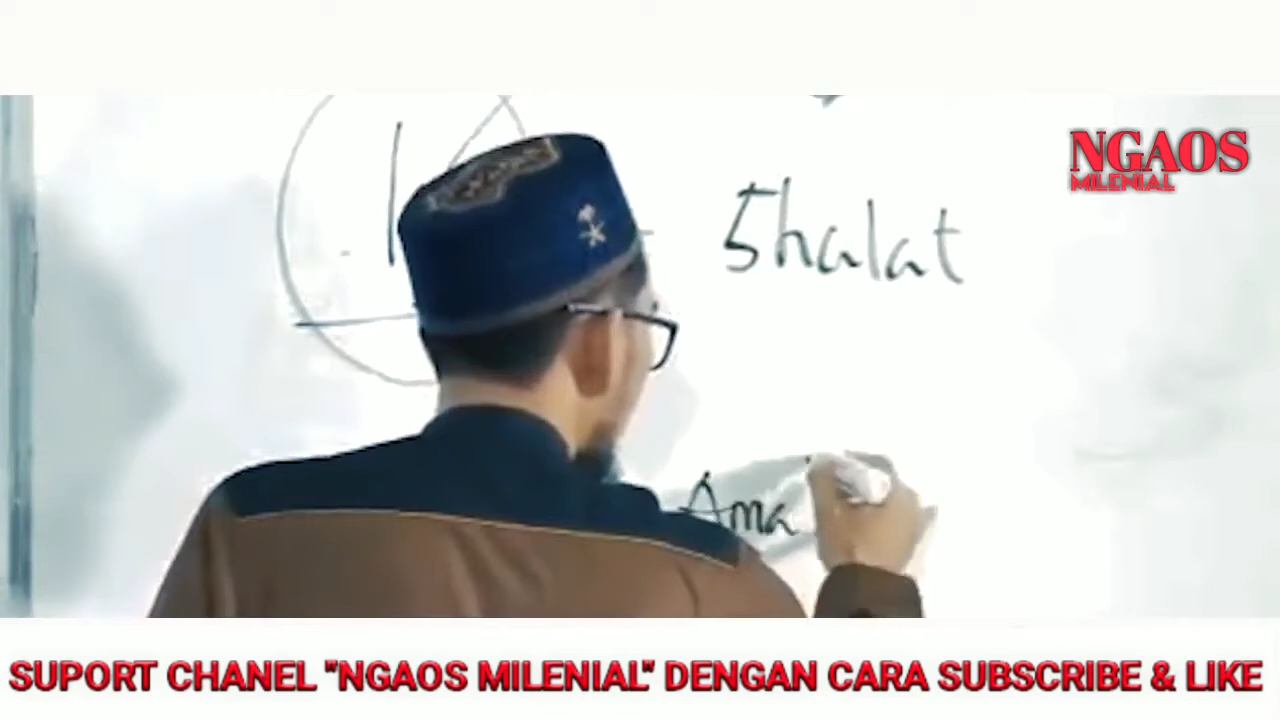 NGAOS
MILENIAL
Shalat
Ama
SUPORT CHANEL "NGAOS MILENIAL" DENGAN CARA SUBSCRIBE & LIKE